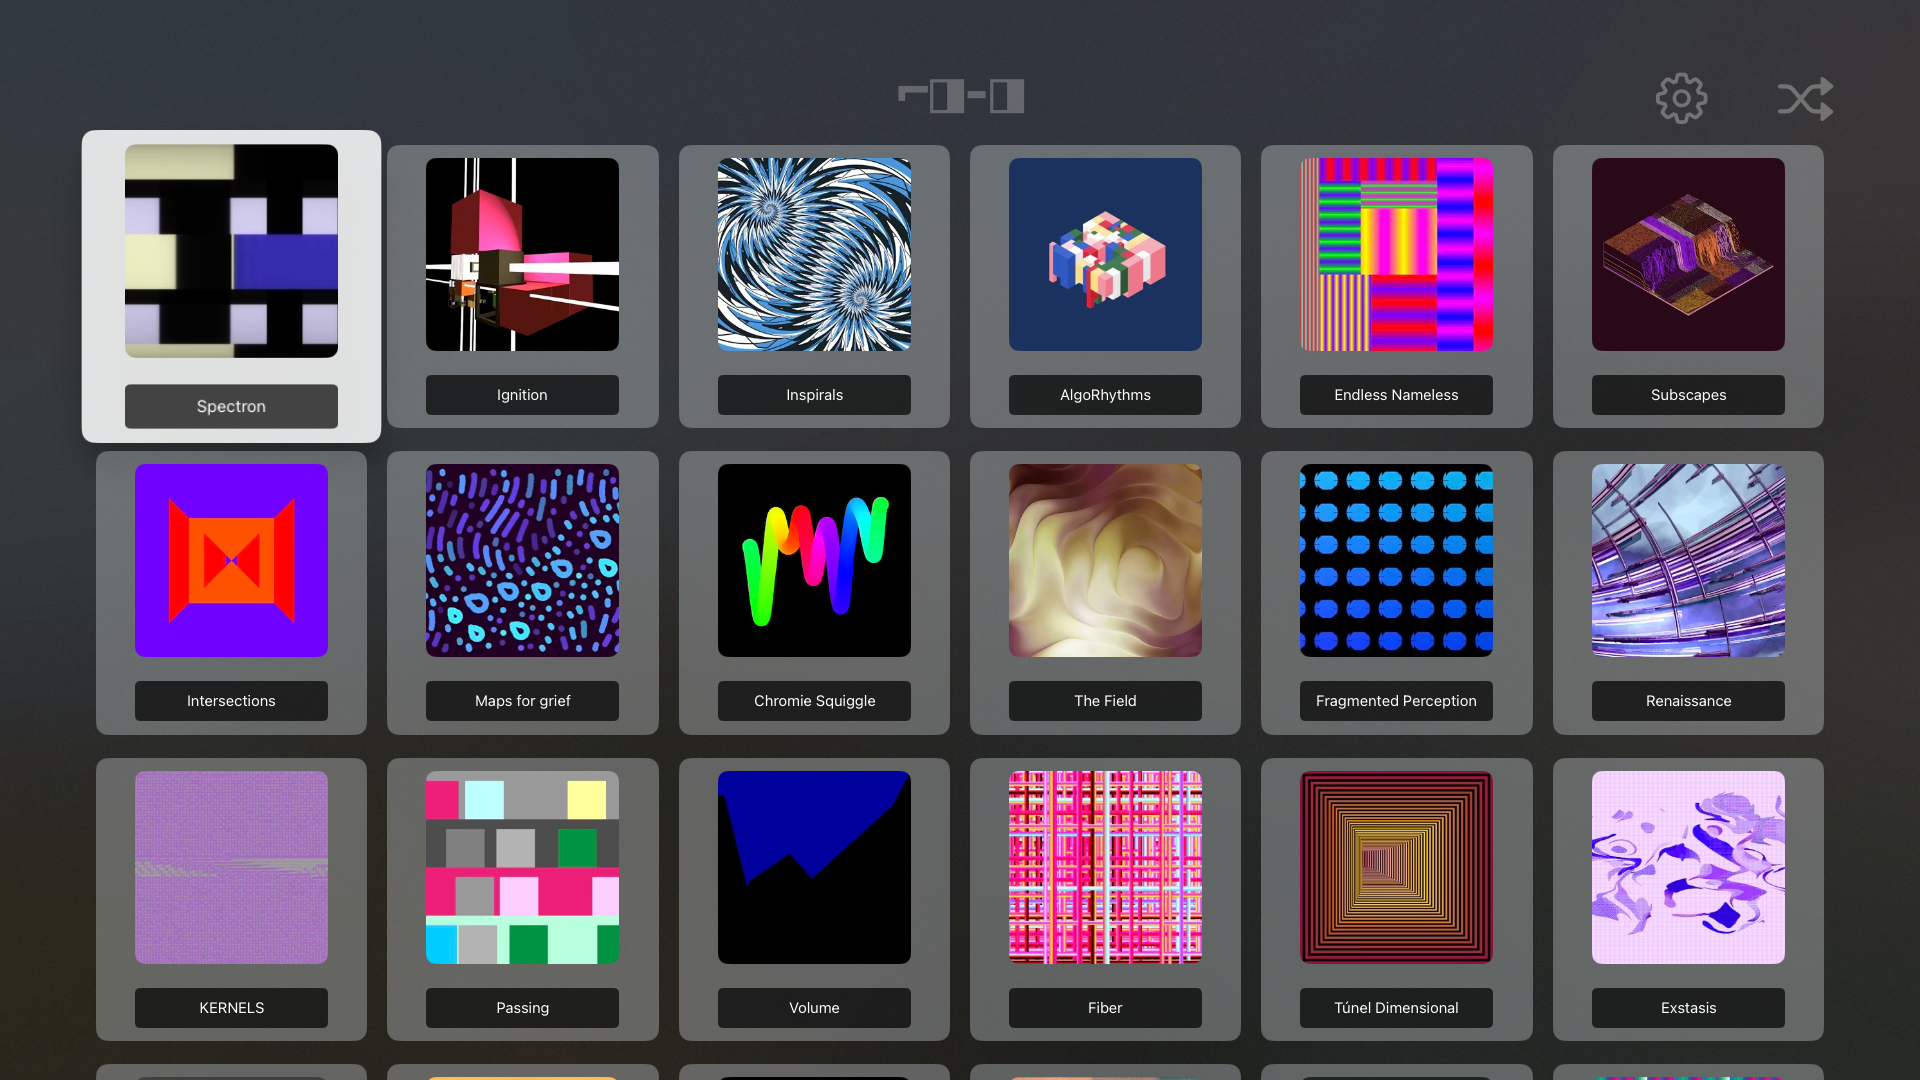 Spectron
Ignition
Inspirals
AlgoRhythms
Endless Nameless
Subscapes
Intersections
Maps for grief
Chromie Squiggle
The Field
Fragmented Perception
Renaissance
KERNELS
Passing
Volume
Fiber
Túnel Dimensional
Exstasis